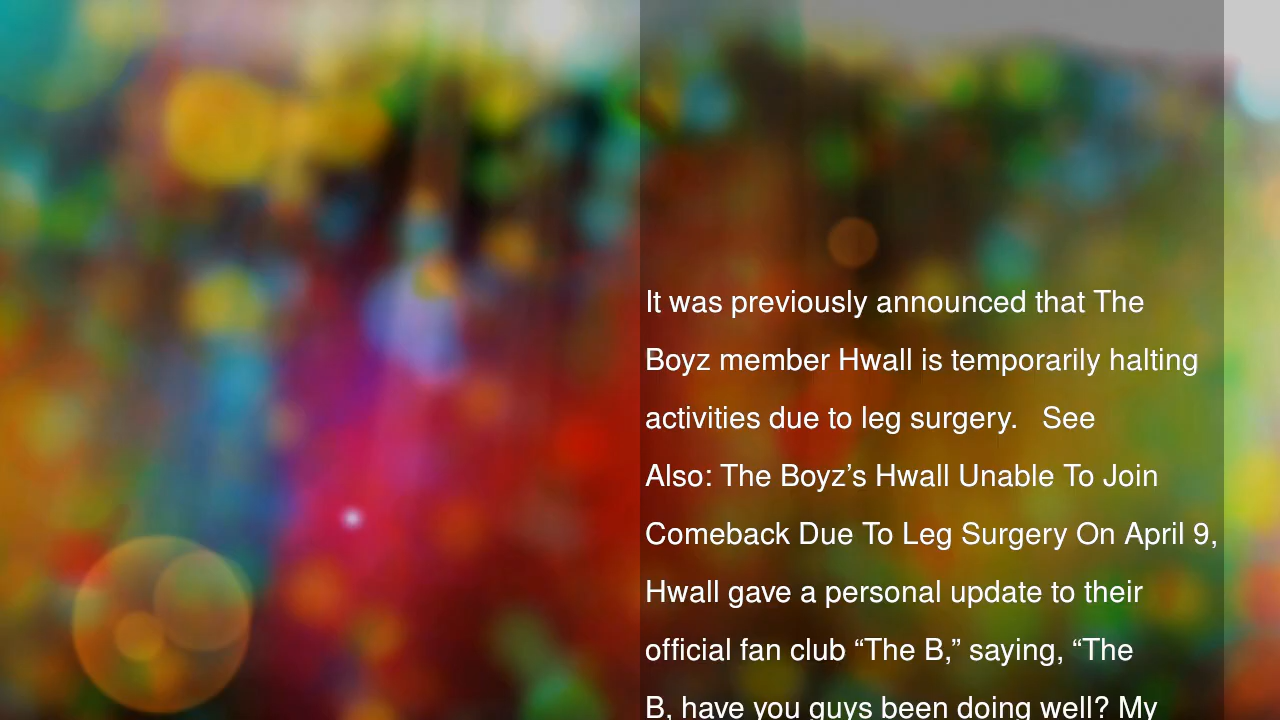 It was previously announced that The
Boyz member Hwall is temporarily halting
activities due to leg surgery.   See
Also: The Boyz’s Hwall Unable To Join
Comeback Due To Leg Surgery On April 9,
Hwall gave a personal update to their
official fan club “The B,” saying, “The
B, have you guys been doing well? My